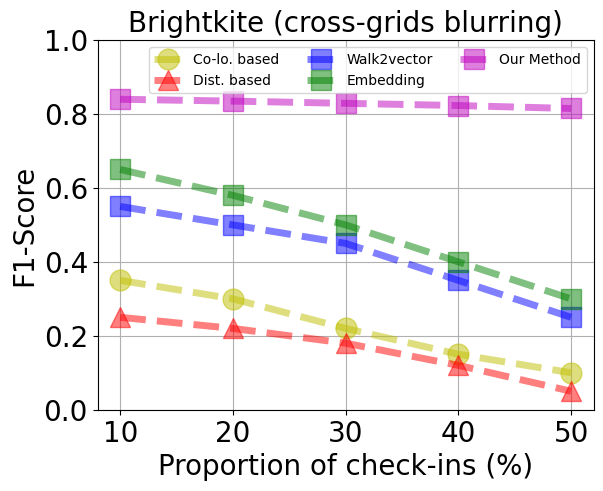 Brightkite (cross-grids blurring)
Co-lo. based
Dist. based
Walk2vector
Embedding
Our Method
F1-Score
1.0
0.8
0.6
0.4
0.2
0.0
10 20 30 40 50
Proportion of check-ins (%)